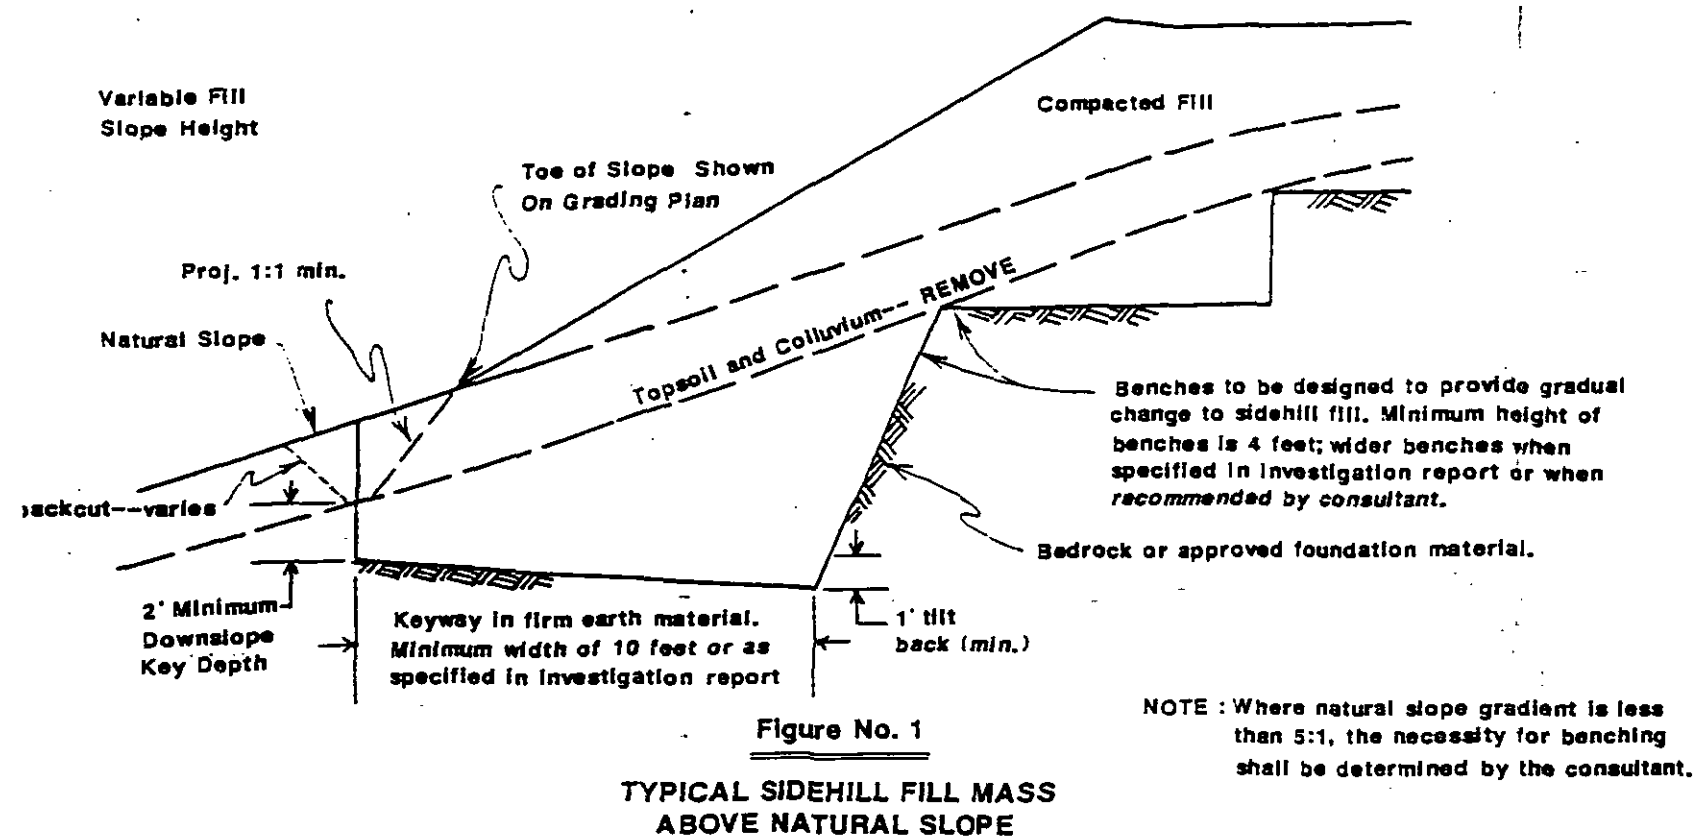 Variable Fill
Slope Height
Compacted Fill
Toe of Slope Shown
On Grading Plan
Proj. 1:1 min.
Natural Slope
Topsoil and Colluvium--- REMOVE
Benches to be designed to provide gradual
change to sidehill fill. Minimum height of
benches is 4 feet; wider benches when
specified in investigation report or when
recommended by consultant.
ackcut--varies
Bedrock or approved foundation material.
2' Minimum
Downslope
Key Depth
Keyway in firm earth material.
Minimum width of 10 feet or as
specified in investigation report
1' tilt
back (min.)
Figure No. 1
NOTE : Where natural slope gradient is less
than 5:1, the necessity for benching
shall be determined by the consultant.
TYPICAL SIDEHILL FILL MASS
ABOVE NATURAL SLOPE